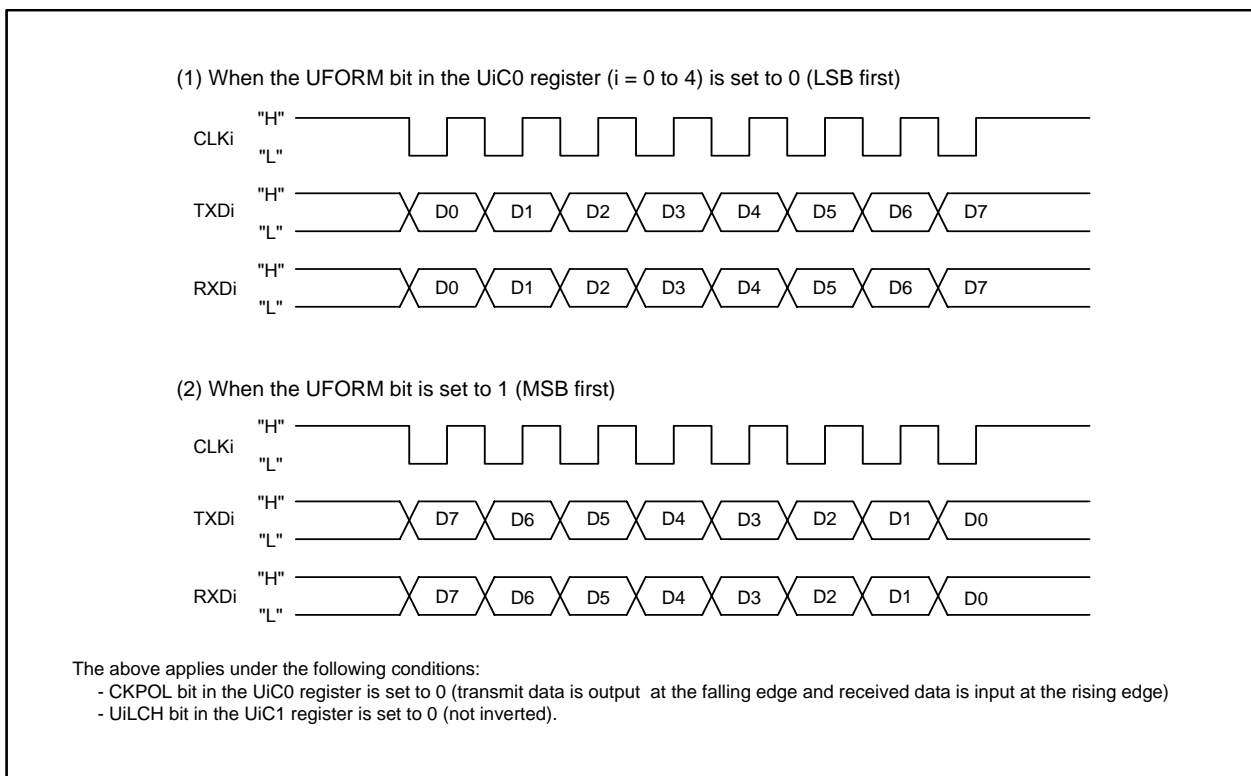 (1) When the UFORM bit in the UiC0 register (i = 0 to 4) is set to 0 (LSB first)
"H"
CLKi
"L"
"H"
TXDi D0 D1 D2 D3 D4 D5 D6 D7
"L"
"H"
RXDi D0 D1 D2 D3 D4 D5 D6 D7
"L"
(2) When the UFORM bit is set to 1 (MSB first)
"H"
CLKi
"L"
"H"
TXDi D7 D6 D5 D4 D3 D2 D1 D0
"L"
"H"
RXDi D7 D6 D5 D4 D3 D2 D1 D0
"L"
The above applies under the following conditions:
- CKPOL bit in the UiC0 register is set to 0 (transmit data is output at the falling edge and received data is input at the rising edge)
- UiLCH bit in the UiC1 register is set to 0 (not inverted).